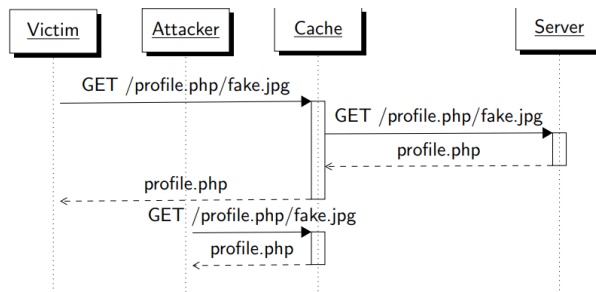 Victim
Attacker
Cache
Server
GET /profile.php/fake.jpg
GET /profile.php/fake.jpg
profile.php
profile.php
GET /profile.php/fake.jpg
profile.php